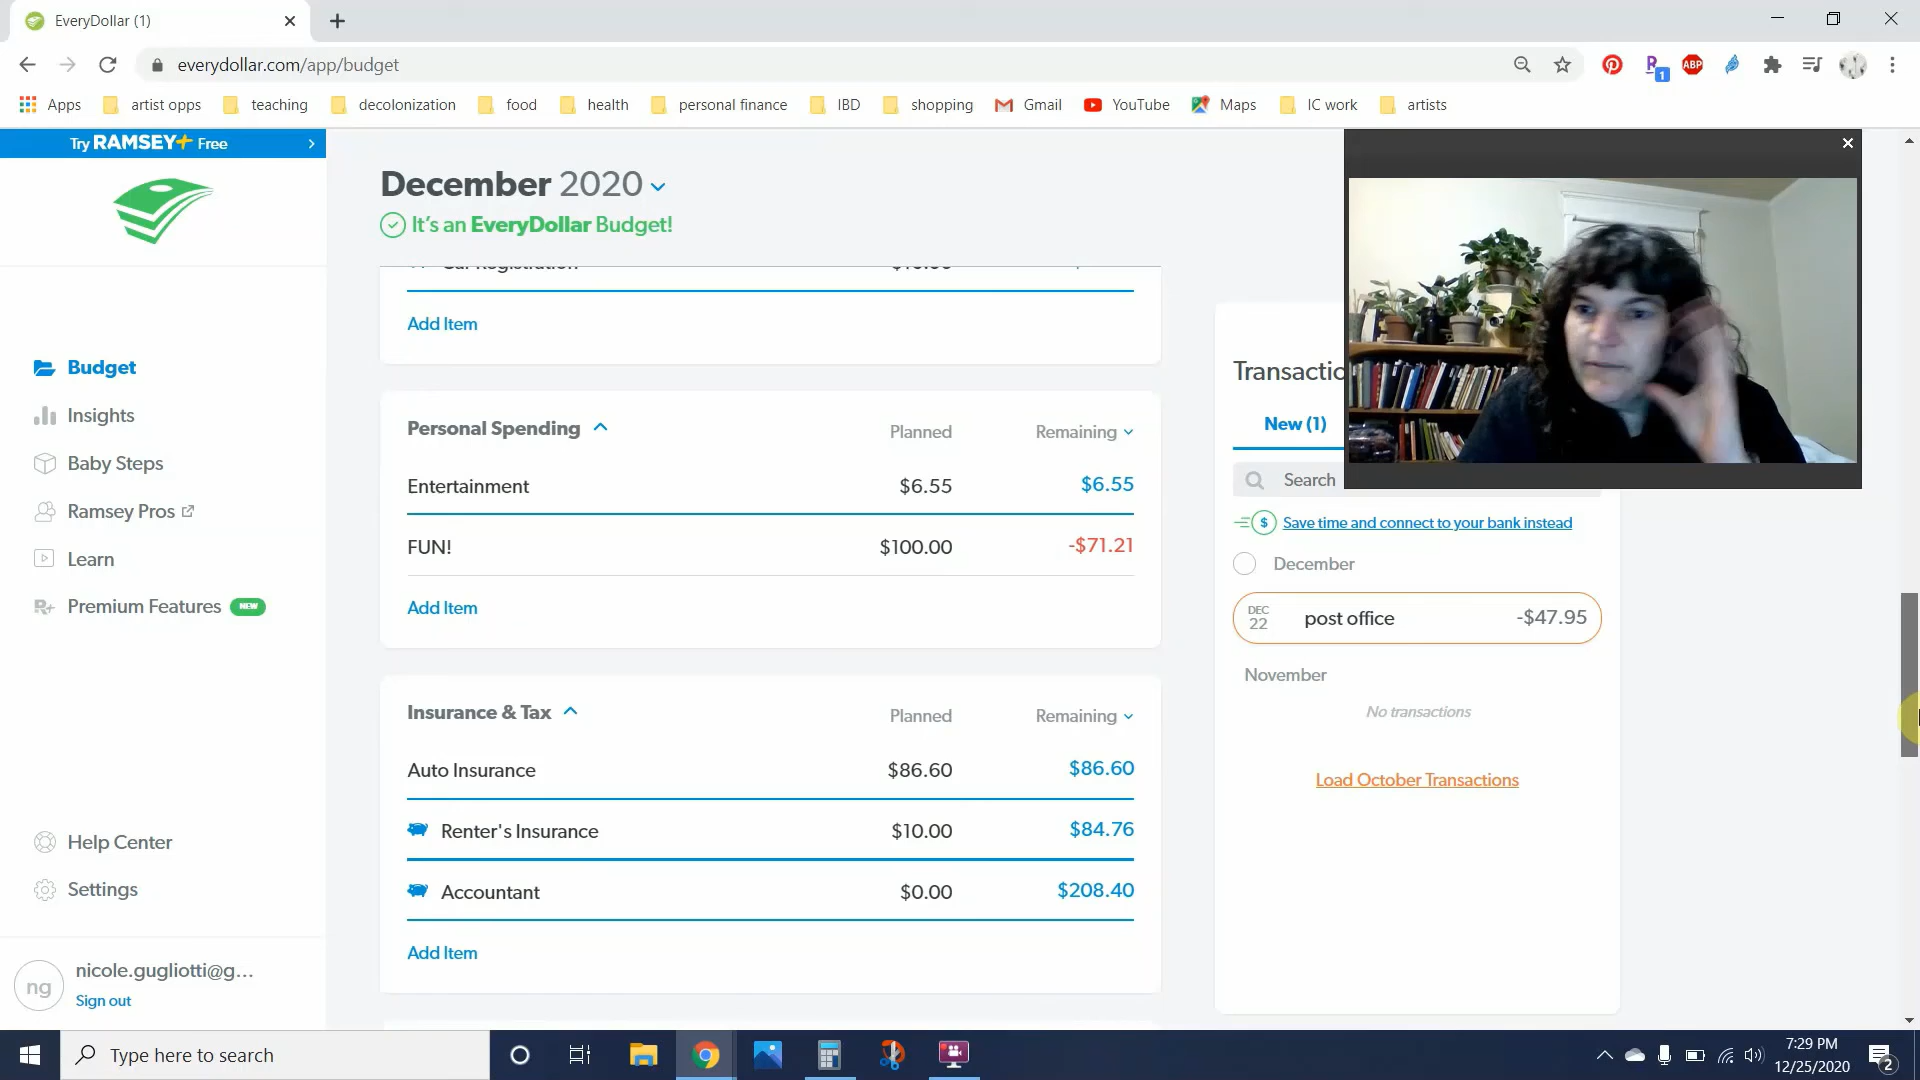 EveryDollar (1)
everydollar.com/app/budget
1
ABP
Apps
artist opps
teaching
decolonization
food
health
personal finance
IBD
shopping
Gmail
YouTube
Maps
IC work
artists
Try RAMSEY+ Free
December 2020
It's an EveryDollar Budget!
Car Registration
Add Item
Budget
Insights
Baby Steps
Ramsey Pros
Learn
Premium Features NEW
Help Center
Settings
ng
nicole.gugliotti@g...
Sign out
Personal Spending Planned Remaining
Entertainment $6.55 $6.55
FUN! $100.00 -$71.21
Add Item
Insurance & Tax Planned Remaining
Auto Insurance $86.60 $86.60
Renter's Insurance $10.00 $84.76
Accountant $0.00 $208.40
Add Item
Transactio
New (1)
Search
Save time and connect to your bank instead
December
DEC 22 post office -$47.95
November
No transactions
Load October Transactions
Type here to search
7:29 PM
12/25/2020
2